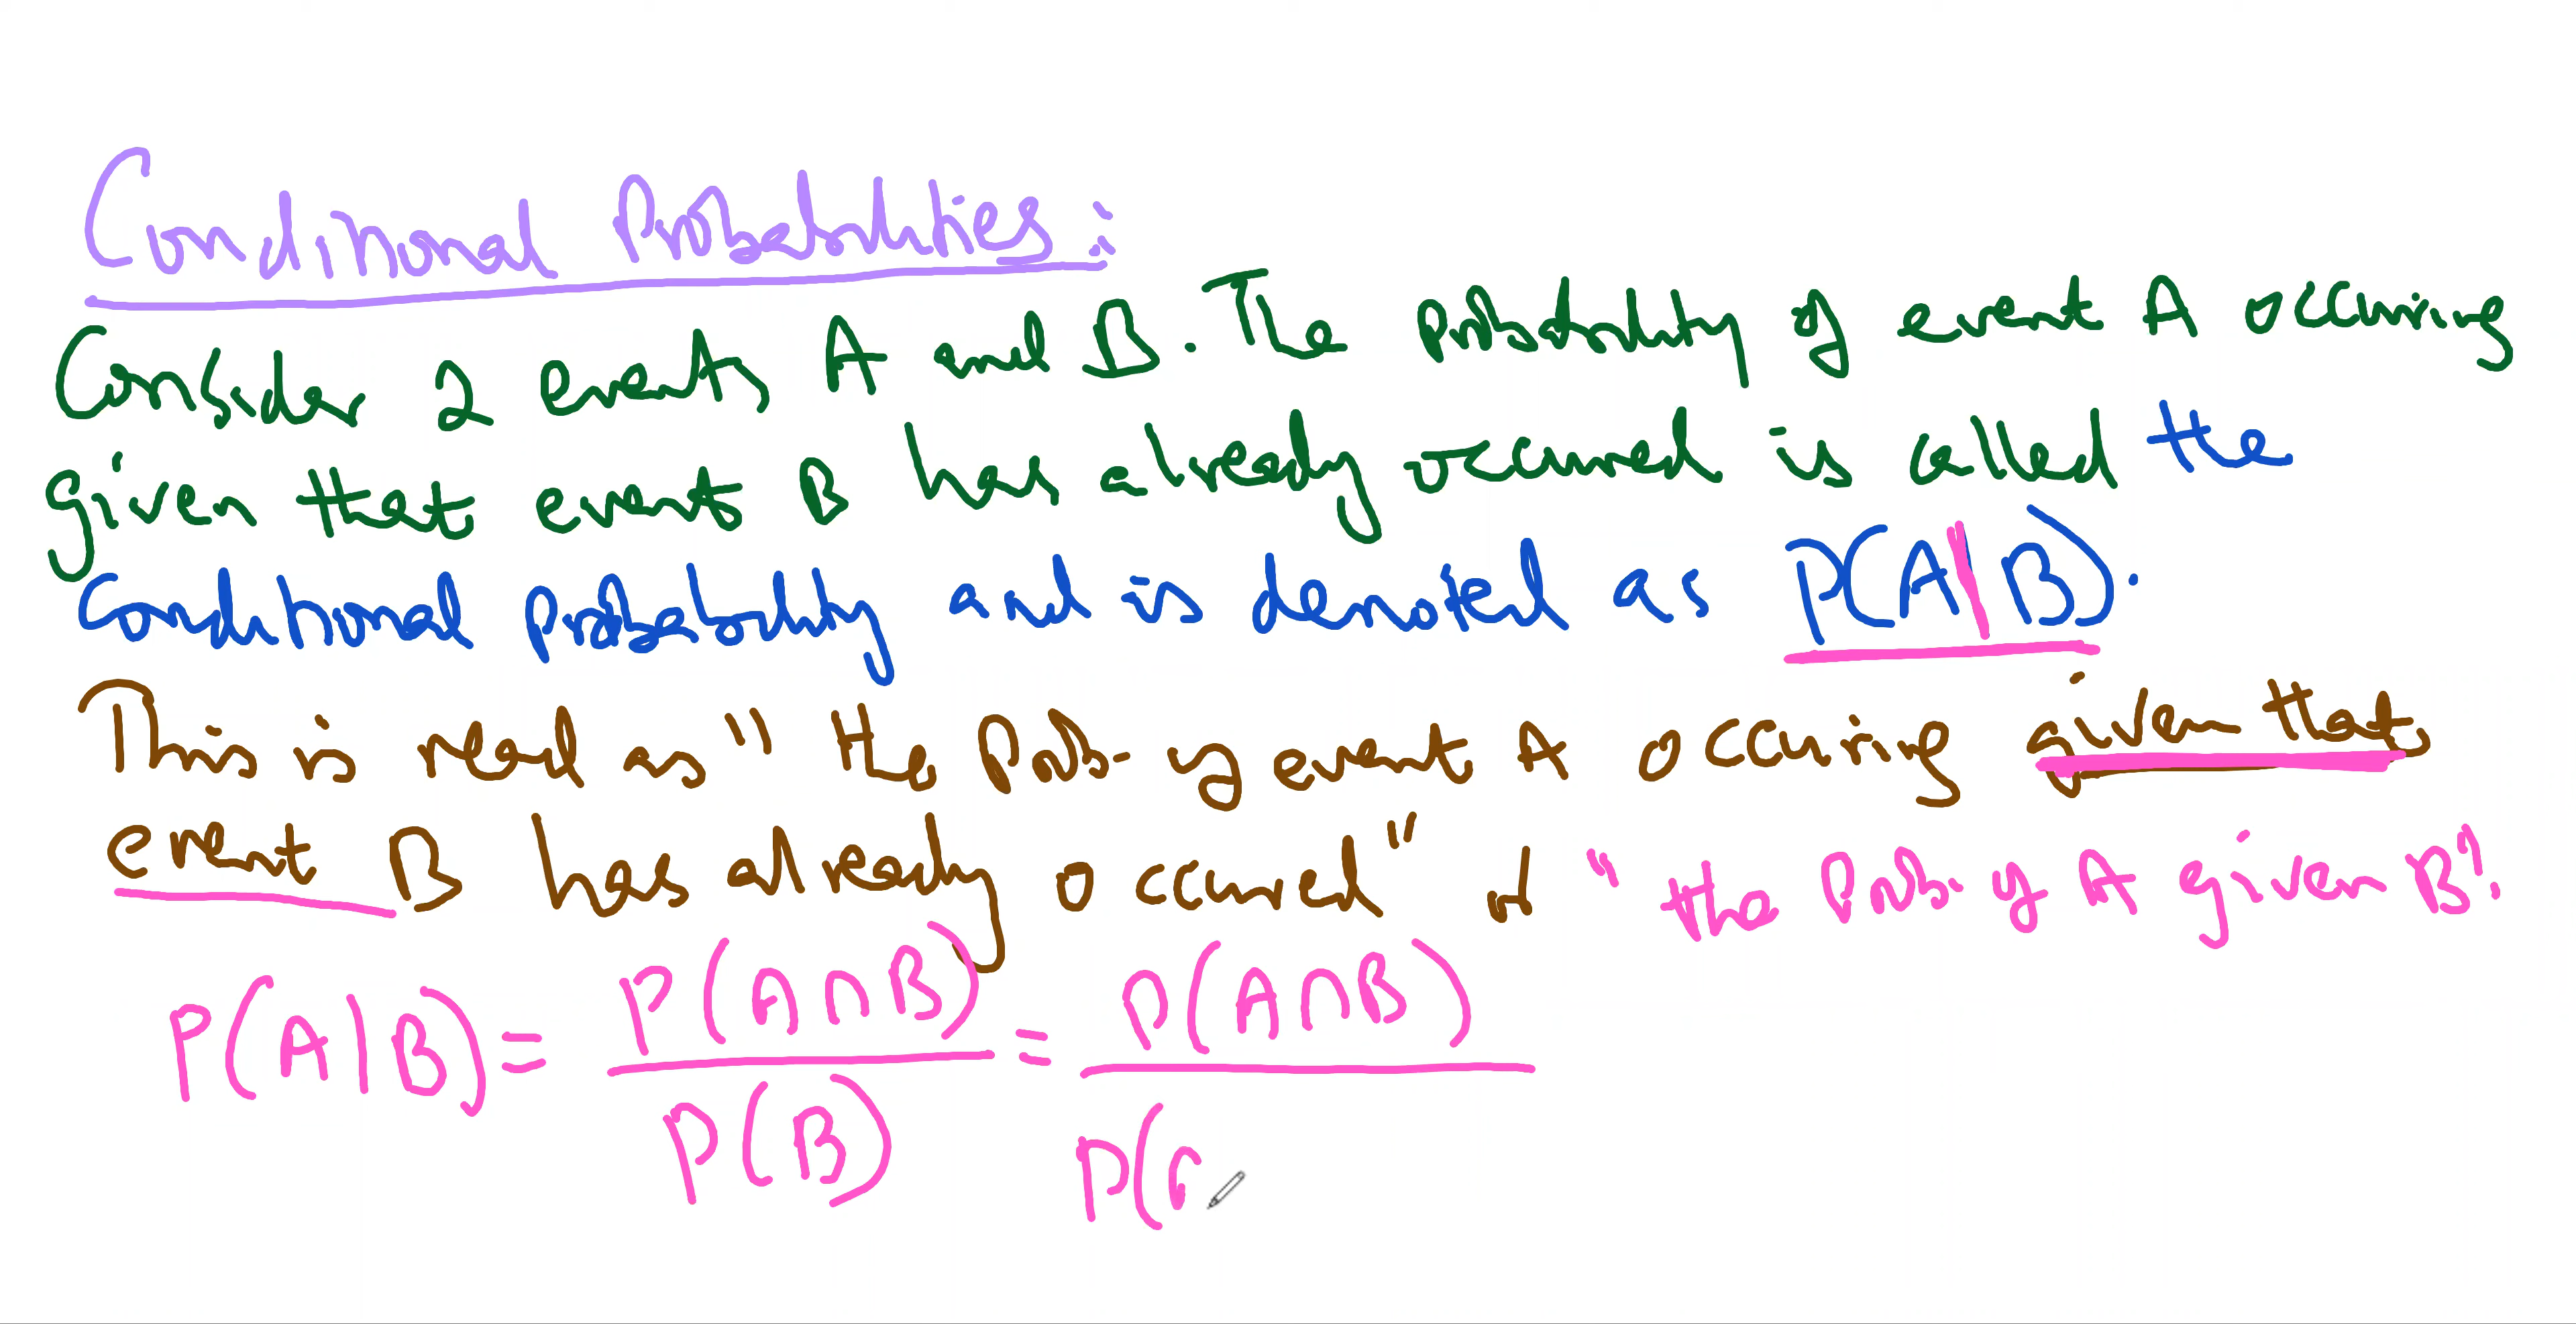 Conditional Probabilities:
Consider 2 events A and B. The probability of event A occuring
given that event B has already occured is called the
conditional probability and is denoted as P(A|B).
This is read as "the Prob. of event A occuring given that
event B has already occured" or "the Prob. of A given B".
P(A|B) = P(A∩B) / P(B) = P(A∩B) / P(